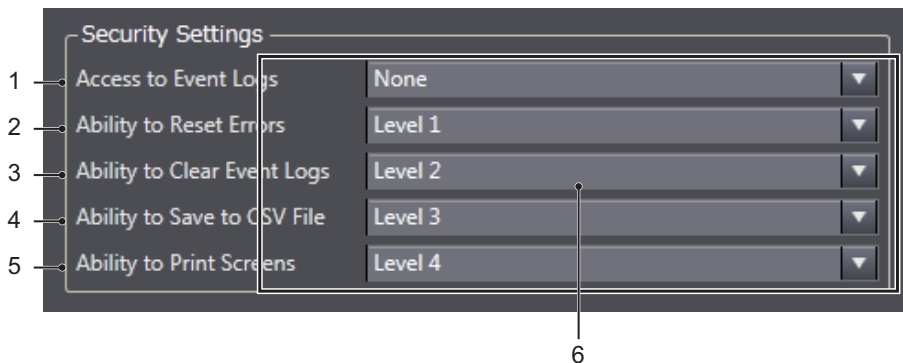 Security Settings
1 Access to Event Logs None
2 Ability to Reset Errors Level 1
3 Ability to Clear Event Logs Level 2
4 Ability to Save to CSV File Level 3
5 Ability to Print Screens Level 4
6